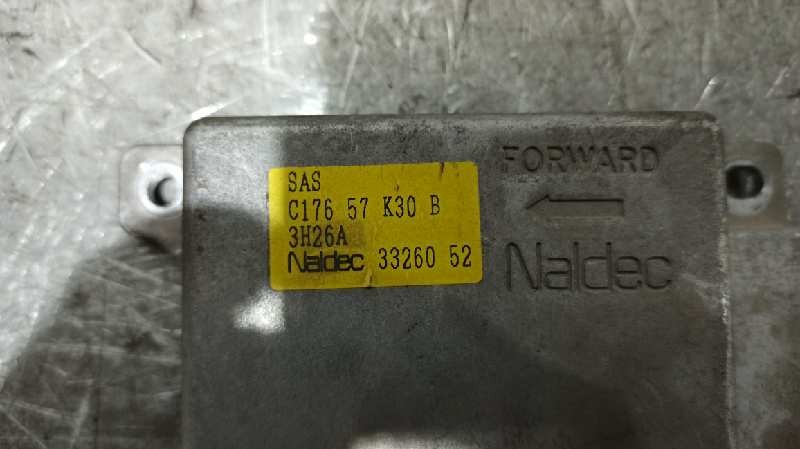 SAS
C176 57 K30 B
3H26A
Naldec 33260 52
FORWARD
Naldec